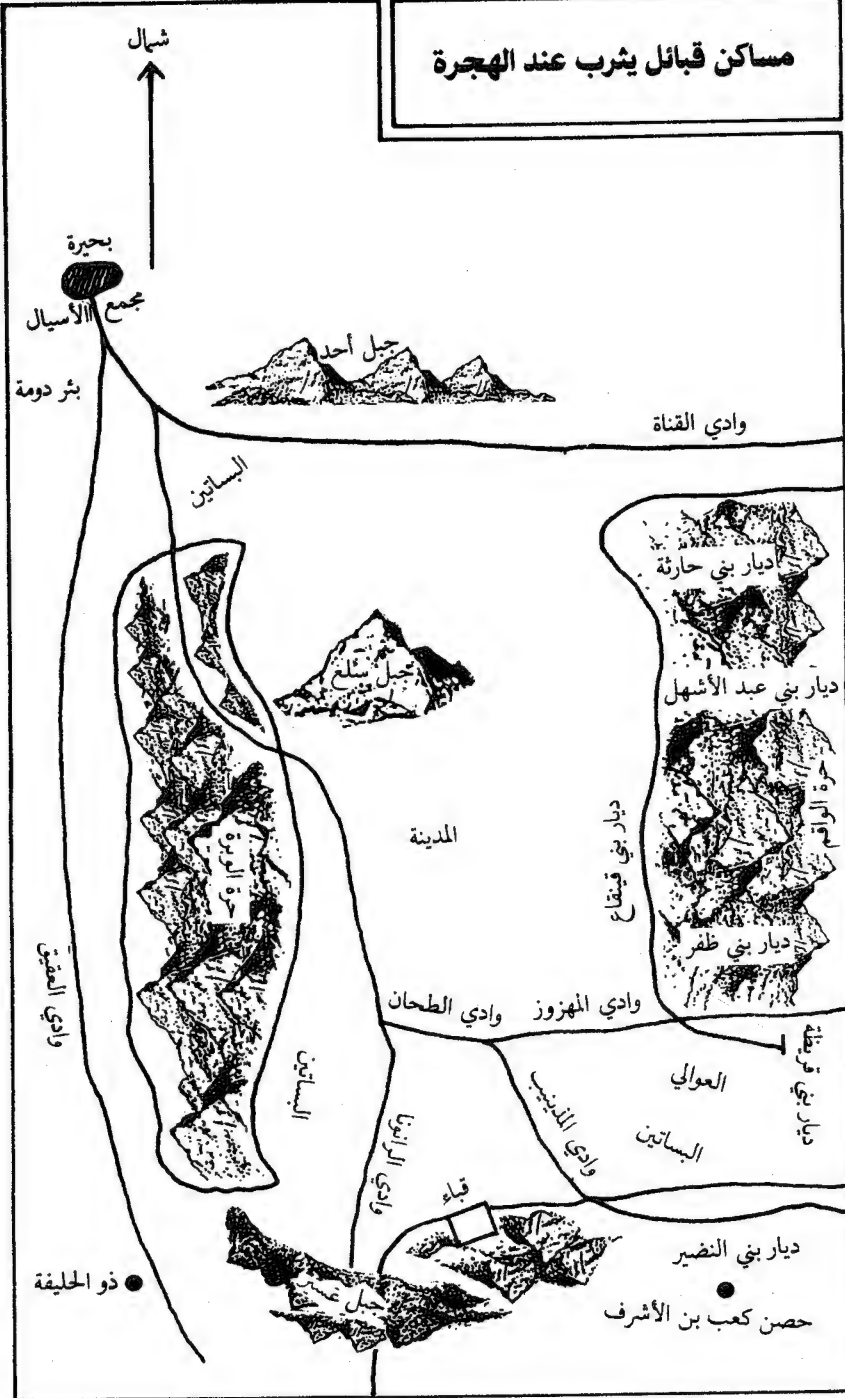 مساكن قبائل يثرب عند الهجرة
شمال
بحيرة
مجمع الأسيال
بئر دومة
جبل أحد
وادي القناة
البساتين
ديار بني حارثة
جبل سلع
ديار بني عبد الأشهل
حرة الواقم
ديار بني قينقاع
المدينة
حرة الوبرة
ديار بني ظفر
وادي العقيق
وادي المهزوز
وادي الطحان
ديار بني قريظة
العوالي
البساتين
البساتين
وادي المذينيب
وادي الرانونا
قباء
ديار بني النضير
ذو الحليفة
جبل عير
حصن كعب بن الأشرف